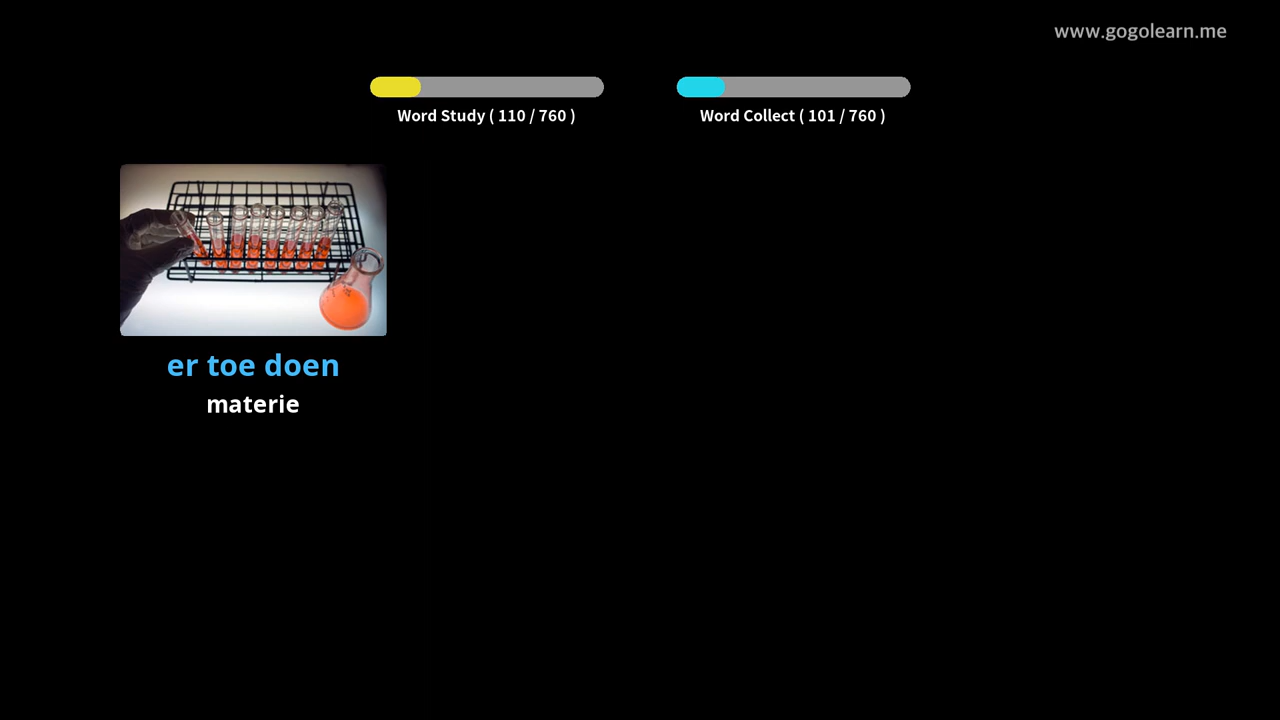 www.gogolearn.me
Word Study ( 110 / 760 )
Word Collect ( 101 / 760 )
er toe doen
materie